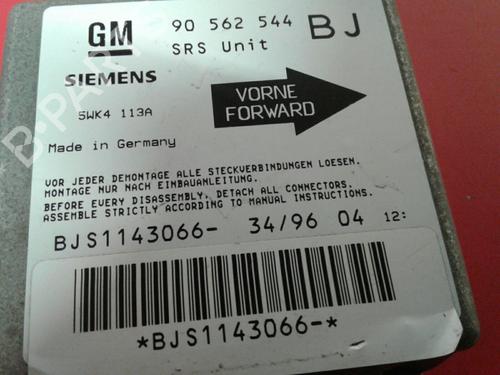 GM 90 562 544 BJ
SRS Unit
SIEMENS
5WK4 113A
VORNE
FORWARD
Made in Germany
VOR JEDER DEMONTAGE ALLE STECKVERBINDUNGEN LOESEN.
MONTAGE NUR NACH EINBAUANLEITUNG.
BEFORE EVERY DISASSEMBLY, DETACH ALL CONNECTORS.
ASSEMBLE STRICTLY ACCORDING TO MANUAL INSTRUCTIONS.
BJS1143066- 34/96 04 12:
*BJS1143066-*
B-PARTS